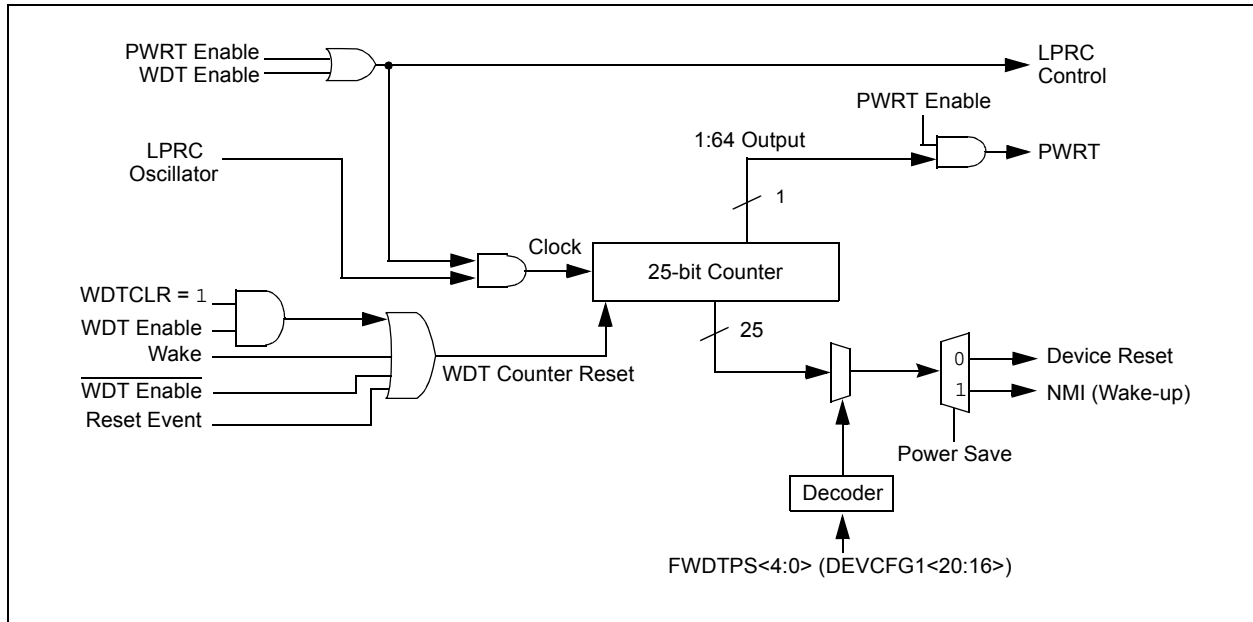 PWRT Enable
WDT Enable
LPRC
Control
PWRT Enable
1:64 Output
PWRT
LPRC
Oscillator
1
Clock
25-bit Counter
WDTCLR = 1
WDT Enable
Wake
WDT Enable
Reset Event
WDT Counter Reset
25
0
1
Device Reset
NMI (Wake-up)
Power Save
Decoder
FWDTPS<4:0> (DEVCFG1<20:16>)